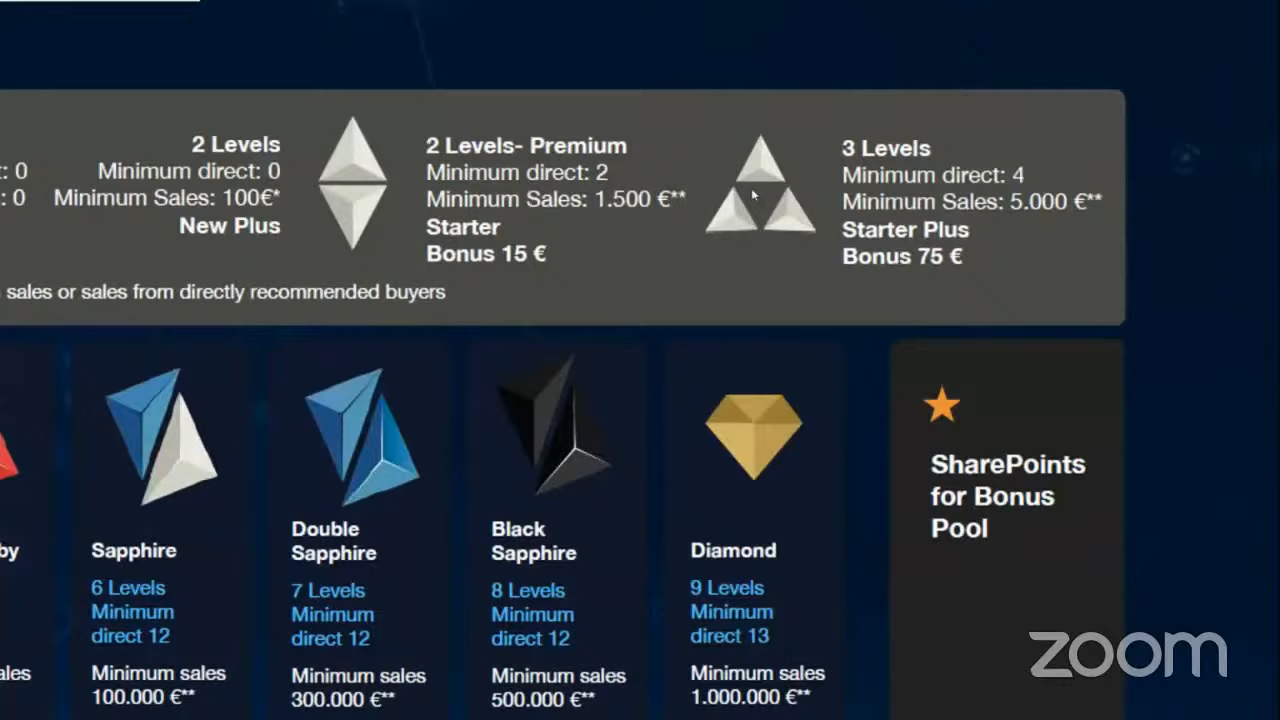 t: 0
: 0
2 Levels
Minimum direct: 0
Minimum Sales: 100€*
New Plus
2 Levels- Premium
Minimum direct: 2
Minimum Sales: 1.500 €**
Starter
Bonus 15 €
3 Levels
Minimum direct: 4
Minimum Sales: 5.000 €**
Starter Plus
Bonus 75 €
sales or sales from directly recommended buyers
by
ales
Sapphire
6 Levels
Minimum
direct 12
Minimum sales
100.000 €**
Double
Sapphire
7 Levels
Minimum
direct 12
Minimum sales
300.000 €**
Black
Sapphire
8 Levels
Minimum
direct 12
Minimum sales
500.000 €**
Diamond
9 Levels
Minimum
direct 13
Minimum sales
1.000.000 €**
SharePoints
for Bonus
Pool
zoom